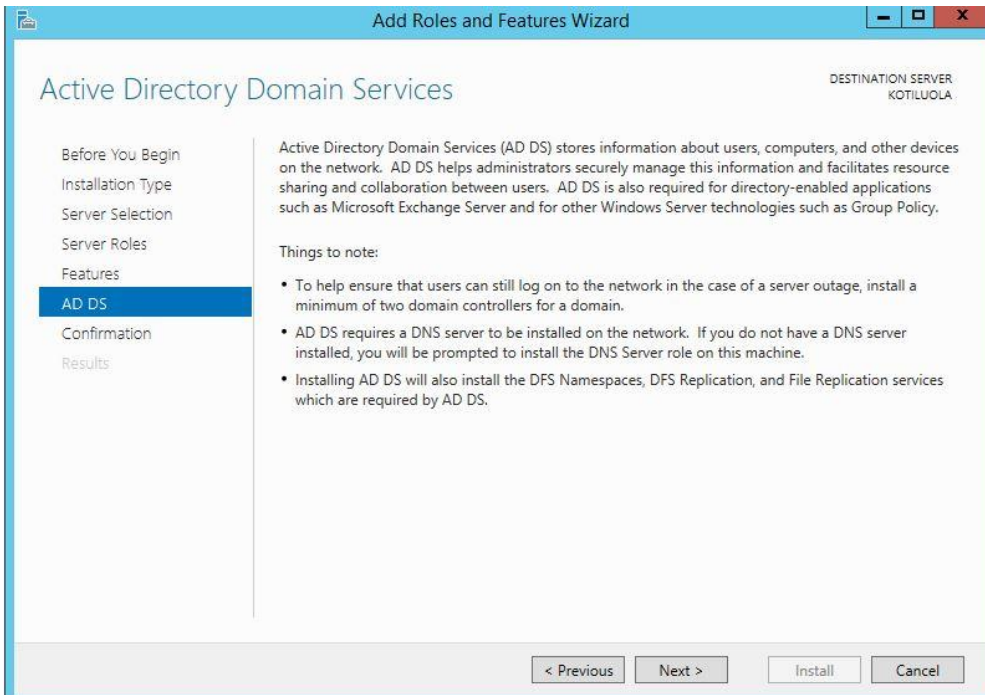 Add Roles and Features Wizard
Active Directory Domain Services
DESTINATION SERVER
KOTILUOLA
Before You Begin
Installation Type
Server Selection
Server Roles
Features
AD DS
Confirmation
Results
Active Directory Domain Services (AD DS) stores information about users, computers, and other devices
on the network. AD DS helps administrators securely manage this information and facilitates resource
sharing and collaboration between users. AD DS is also required for directory-enabled applications
such as Microsoft Exchange Server and for other Windows Server technologies such as Group Policy.
Things to note:
• To help ensure that users can still log on to the network in the case of a server outage, install a
minimum of two domain controllers for a domain.
• AD DS requires a DNS server to be installed on the network. If you do not have a DNS server
installed, you will be prompted to install the DNS Server role on this machine.
• Installing AD DS will also install the DFS Namespaces, DFS Replication, and File Replication services
which are required by AD DS.
< Previous
Next >
Install
Cancel